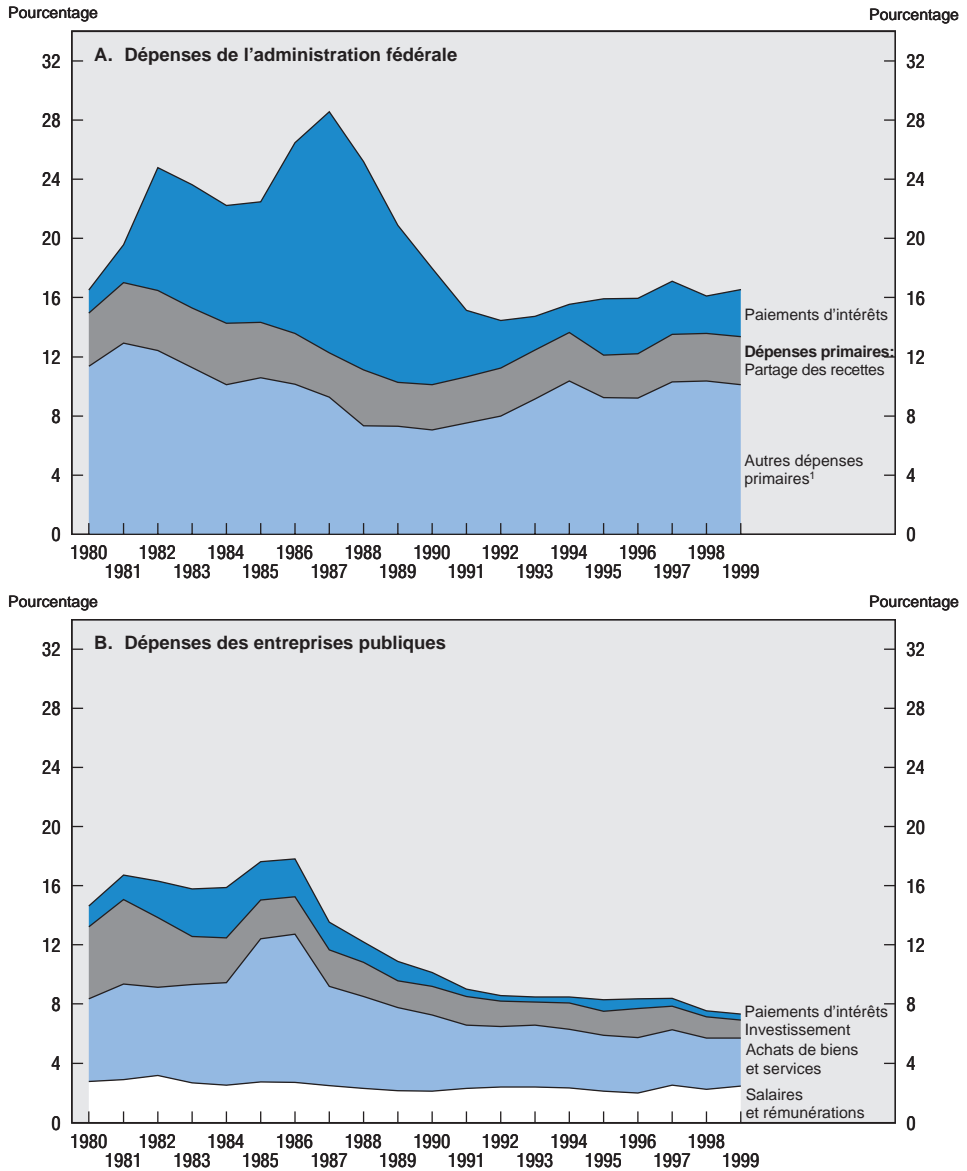 Pourcentage
Pourcentage
A. Dépenses de l'administration fédérale
32
32
28
28
24
24
20
20
16
16
Paiements d'intérêts
Dépenses primaires:
12
12
Partage des recettes
8
8
Autres dépenses
primaires¹
4
4
0
0
1980 1982 1984 1986 1988 1990 1992 1994 1996 1998
1981 1983 1985 1987 1989 1991 1993 1995 1997 1999
Pourcentage
Pourcentage
B. Dépenses des entreprises publiques
32
32
28
28
24
24
20
20
16
16
12
12
8
8
Paiements d'intérêts
Investissement
Achats de biens
et services
4
4
Salaires
et rémunérations
0
0
1980 1982 1984 1986 1988 1990 1992 1994 1996 1998
1981 1983 1985 1987 1989 1991 1993 1995 1997 1999